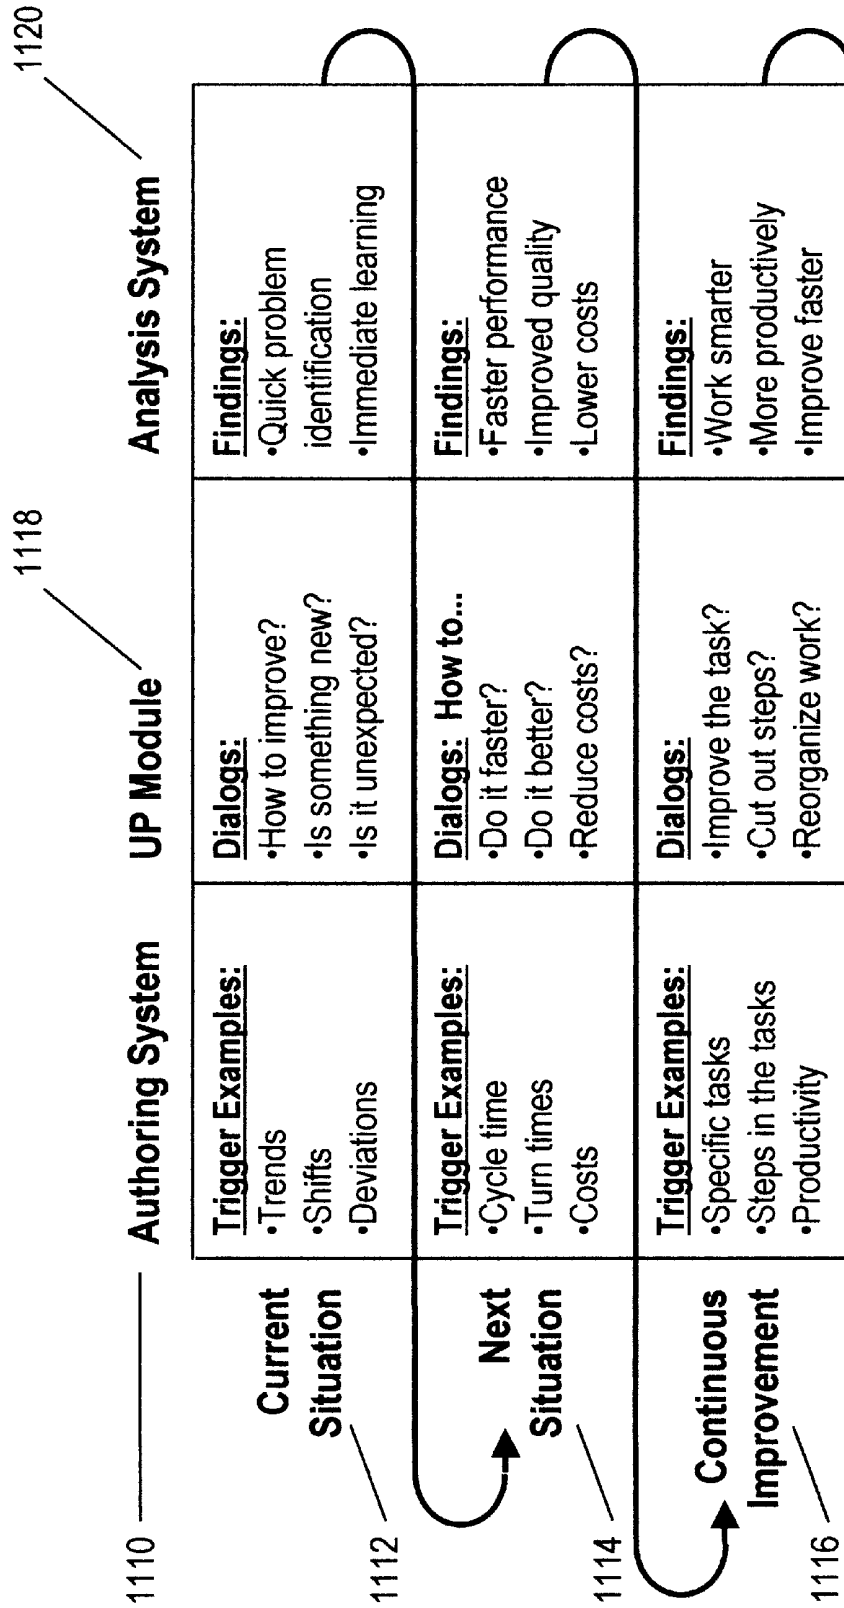 1110
1118
1120
Authoring System
UP Module
Analysis System
1112
Current
Situation
Trigger Examples:
•Trends
•Shifts
•Deviations
Dialogs:
•How to improve?
•Is something new?
•Is it unexpected?
Findings:
•Quick problem
identification
•Immediate learning
1114
Next
Situation
Trigger Examples:
•Cycle time
•Turn times
•Costs
Dialogs: How to...
•Do it faster?
•Do it better?
•Reduce costs?
Findings:
•Faster performance
•Improved quality
•Lower costs
1116
Continuous
Improvement
Trigger Examples:
•Specific tasks
•Steps in the tasks
•Productivity
Dialogs:
•Improve the task?
•Cut out steps?
•Reorganize work?
Findings:
•Work smarter
•More productively
•Improve faster